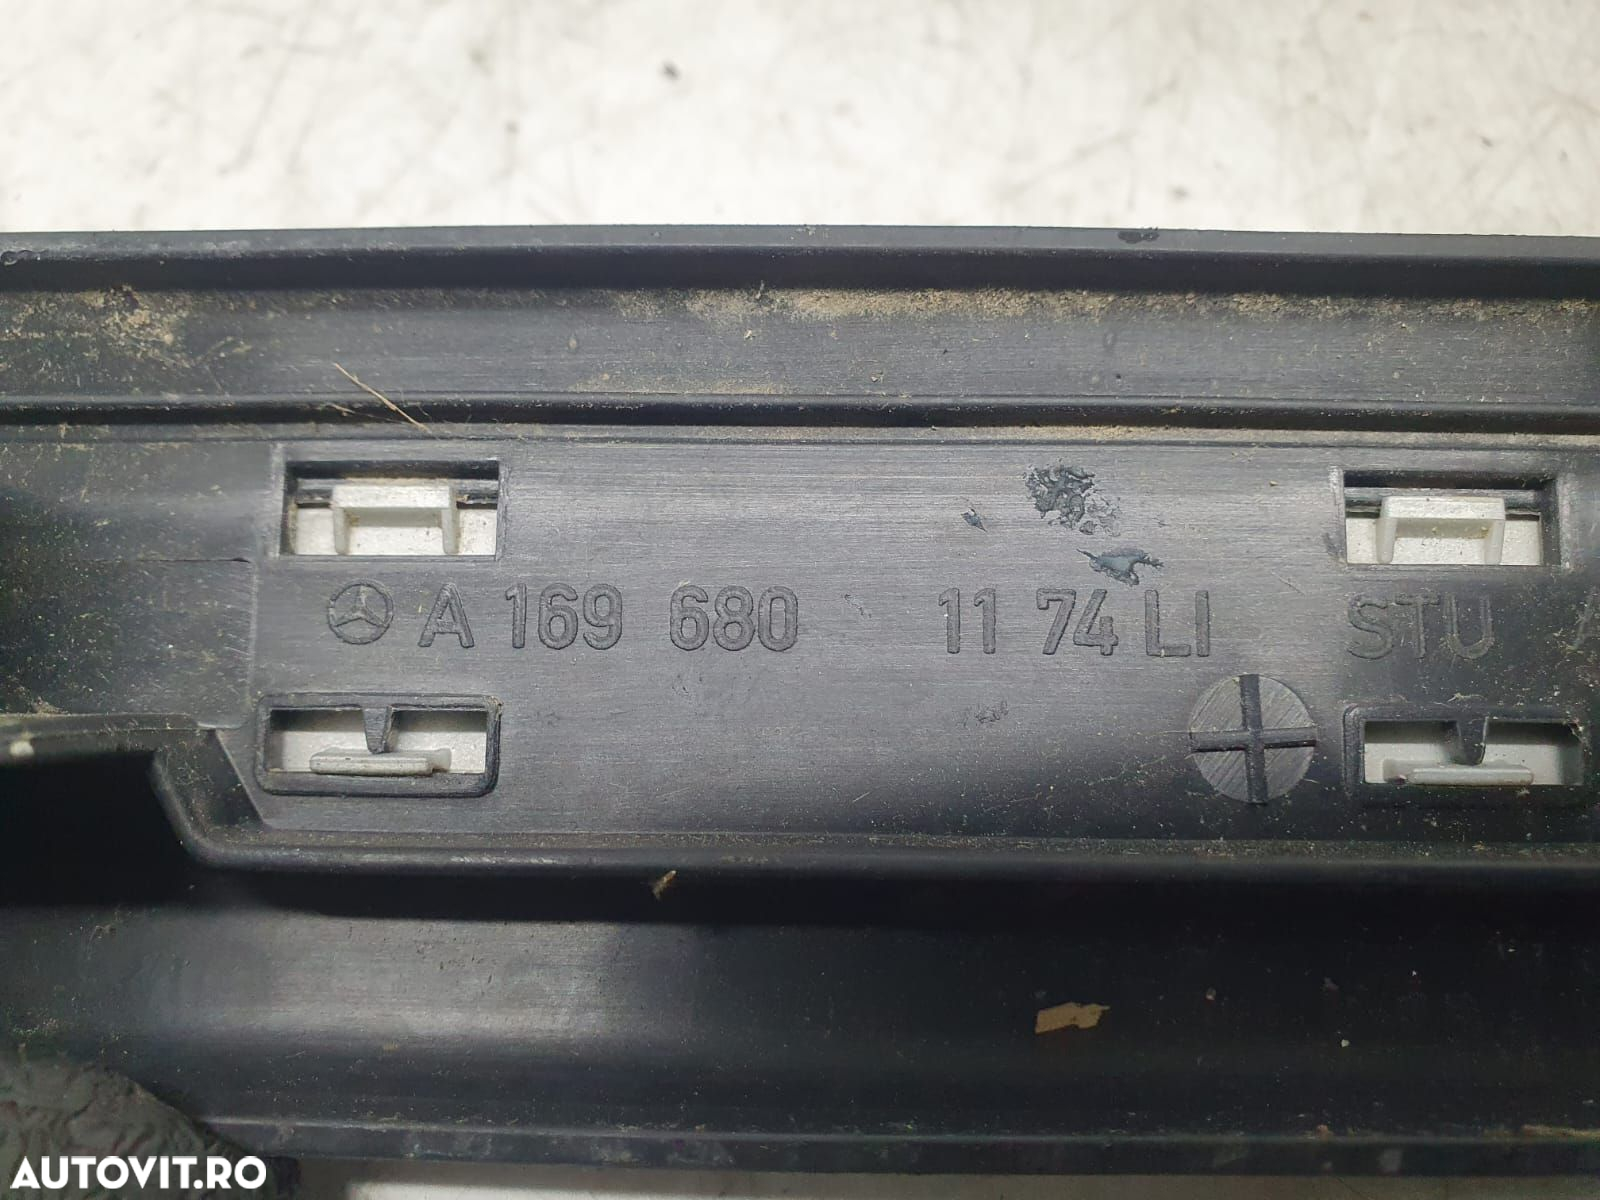 A 169 680 11 74 LI STU
AUTOVIT.RO